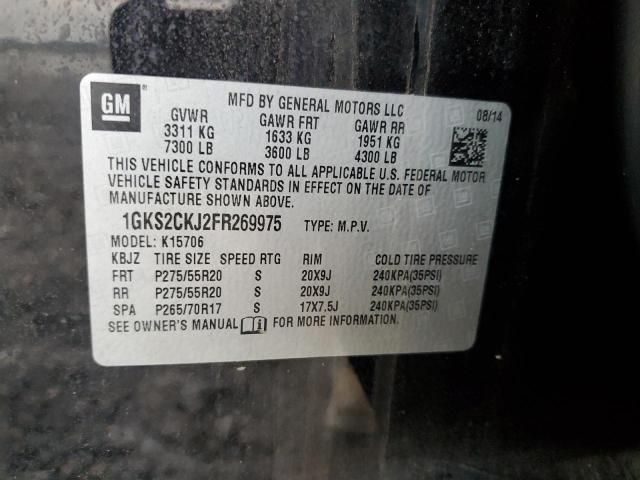 GM
MFD BY GENERAL MOTORS LLC
08/14
GVWR GAWR FRT GAWR RR
3311 KG 1633 KG 1951 KG
7300 LB 3600 LB 4300 LB
THIS VEHICLE CONFORMS TO ALL APPLICABLE U.S. FEDERAL MOTOR
VEHICLE SAFETY STANDARDS IN EFFECT ON THE DATE OF
MANUFACTURE SHOWN ABOVE.
1GKS2CKJ2FR269975 TYPE: M.P.V.
MODEL: K15706
KBJZ TIRE SIZE SPEED RTG RIM COLD TIRE PRESSURE
FRT P275/55R20 S 20X9J 240KPA(35PSI)
RR P275/55R20 S 20X9J 240KPA(35PSI)
SPA P265/70R17 S 17X7.5J 240KPA(35PSI)
SEE OWNER'S MANUAL FOR MORE INFORMATION.